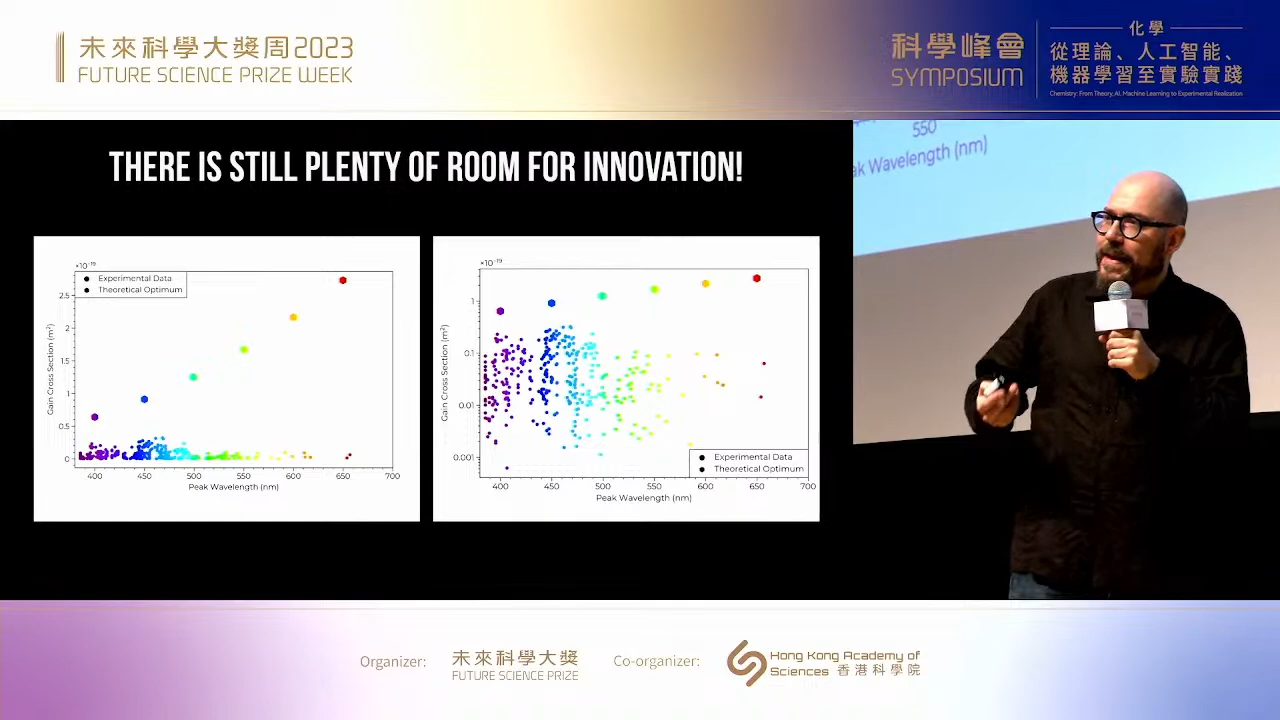 未來科學大獎周2023
FUTURE SCIENCE PRIZE WEEK
科學峰會
SYMPOSIUM
化學
從理論、人工智能、
機器學習至實驗實踐
Chemistry: From Theory, AI, Machine Learning to Experimental Realization
THERE IS STILL PLENTY OF ROOM FOR INNOVATION!
×10⁻¹⁹
Experimental Data
Theoretical Optimum
Gain Cross Section (m²)
2.5
2
1.5
1
0.5
0
400 450 500 550 600 650 700
Peak Wavelength (nm)
×10⁻¹⁹
Gain Cross Section (m²)
1
0.1
0.01
0.001
Experimental Data
Theoretical Optimum
400 450 500 550 600 650 700
Peak Wavelength (nm)
550
ak Wavelength (nm)
Organizer:
未來科學大獎
FUTURE SCIENCE PRIZE
Co-organizer:
Hong Kong Academy of
Sciences 香港科學院